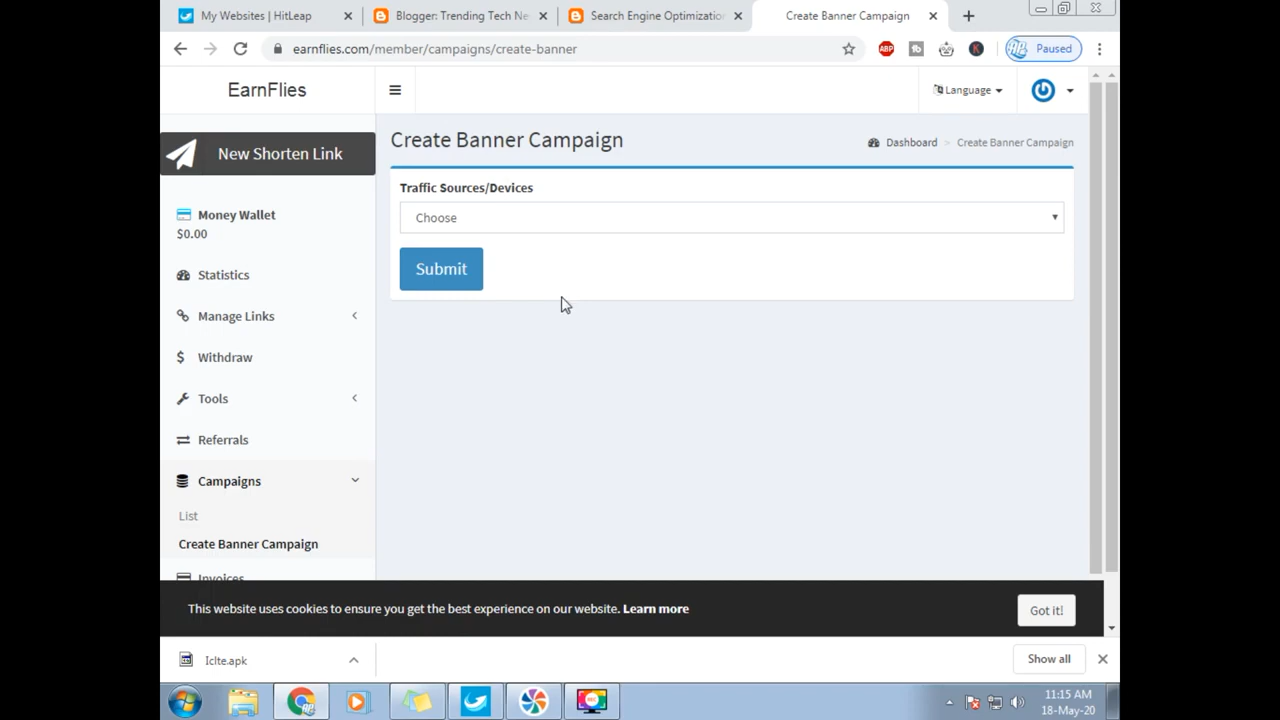 My Websites | HitLeap
Blogger: Trending Tech Ne
Search Engine Optimizatio
Create Banner Campaign
earnflies.com/member/campaigns/create-banner
ABP
Paused
EarnFlies
Language
New Shorten Link
Create Banner Campaign
Dashboard > Create Banner Campaign
Traffic Sources/Devices
Choose
Submit
Money Wallet
$0.00
Statistics
Manage Links
Withdraw
Tools
Referrals
Campaigns
List
Create Banner Campaign
Invoices
This website uses cookies to ensure you get the best experience on our website. Learn more
Got it!
Iclte.apk
Show all
11:15 AM
18-May-20